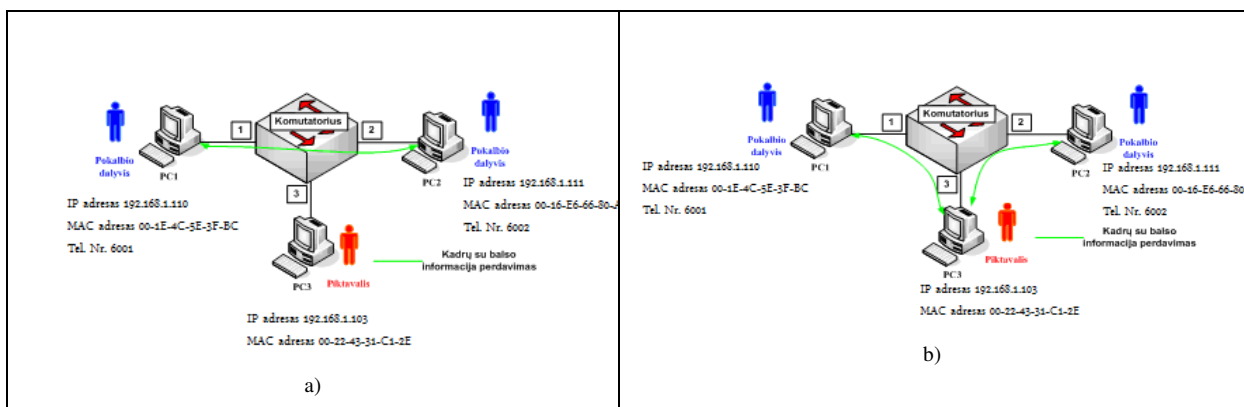 Komutatorius
1
2
3
Pokalbio
dalyvis
PC1
Pokalbio
dalyvis
PC2
IP adresas 192.168.1.110
MAC adresas 00-1E-4C-5E-3F-BC
Tel. Nr. 6001
IP adresas 192.168.1.111
MAC adresas 00-16-E6-66-80-A
Tel. Nr. 6002
Kadrų su balso
informacija perdavimas
PC3
Piktavalis
IP adresas 192.168.1.103
MAC adresas 00-22-43-31-C1-2E
a)
Komutatorius
1
2
3
Pokalbio
dalyvis
PC1
Pokalbio
dalyvis
PC2
IP adresas 192.168.1.110
MAC adresas 00-1E-4C-5E-3F-BC
Tel. Nr. 6001
IP adresas 192.168.1.111
MAC adresas 00-16-E6-66-80
Tel. Nr. 6002
Kadrų su balso
informacija perdavimas
PC3
Piktavalis
IP adresas 192.168.1.103
MAC adresas 00-22-43-31-C1-2E
b)